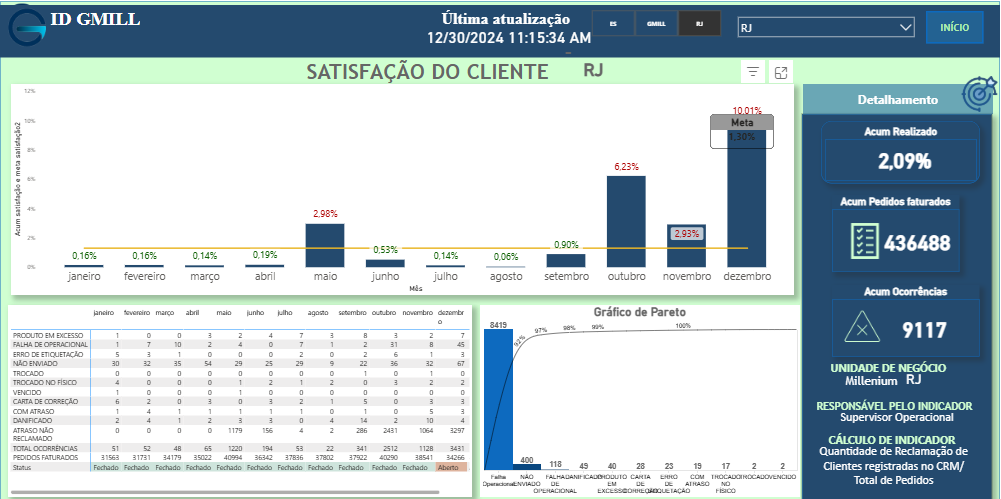 ID GMILL
Última atualização
12/30/2024 11:15:34 AM
ES
GMILL
RJ
RJ
INÍCIO
SATISFAÇÃO DO CLIENTE RJ
Acum satisfação e meta satisfação2
12%
10%
8%
6%
4%
2%
0%
0,16%
0,16%
0,14%
0,19%
2,98%
0,53%
0,14%
0,06%
0,90%
6,23%
2,93%
10,01%
Meta
1,30%
janeiro fevereiro março abril maio junho julho agosto setembro outubro novembro dezembro
Mês
Detalhamento
Acum Realizado
2,09%
Acum Pedidos faturados
436488
Acum Ocorrências
9117
UNIDADE DE NEGÓCIO
Millenium RJ
RESPONSÁVEL PELO INDICADOR
Supervisor Operacional
CÁLCULO DE INDICADOR
Quantidade de Reclamação de
Clientes registradas no CRM/
Total de Pedidos
janeiro fevereiro março abril maio junho julho agosto setembro outubro novembro dezembr
o
PRODUTO EM EXCESSO 1 0 0 3 2 4 7 3 8 3 2 7
FALHA DE OPERACIONAL 1 7 10 2 4 0 7 1 2 31 8 45
ERRO DE ETIQUETAÇÃO 5 3 1 0 0 0 2 0 2 6 1 3
NÃO ENVIADO 30 32 35 54 29 25 29 9 22 36 32 67
TROCADO 0 0 0 0 0 0 0 0 1 0 1 0
TROCADO NO FÍSICO 4 0 0 0 1 2 1 2 0 3 2 2
VENCIDO 1 0 0 0 1 0 0 0 0 0 0 0
CARTA DE CORREÇÃO 6 2 0 3 0 3 2 1 5 0 3 3
COM ATRASO 1 4 1 1 1 1 1 0 1 0 5 3
DANIFICADO 2 4 1 2 3 3 0 4 14 2 10 4
ATRASO NÃO
RECLAMADO
0 0 0 0 1179 156 4 2 286 2431 1064 3297
TOTAL OCORRÊNCIAS 51 52 48 65 1220 194 53 22 341 2512 1128 3431
PEDIDOS FATURADOS 31563 31731 34179 35022 40994 36342 37836 37802 37922 40290 38541 34266
Status Fechado Fechado Fechado Fechado Fechado Fechado Fechado Fechado Fechado Fechado Fechado Aberto
Gráfico de Pareto
8419
400
118
49
40
28
23
19
17
2
2
92%
97%
98%
99%
100%
Falha
Operacional
NÃO
ENVIADO
FALHA
DE
OPERACIONAL
DANIFICADO
PRODUTO
EM
EXCESSO
CARTA
DE
CORREÇÃO
ERRO
DE
ETIQUETAÇÃO
COM
ATRASO
TROCADO
NO
FÍSICO
TROCADO
VENCIDO